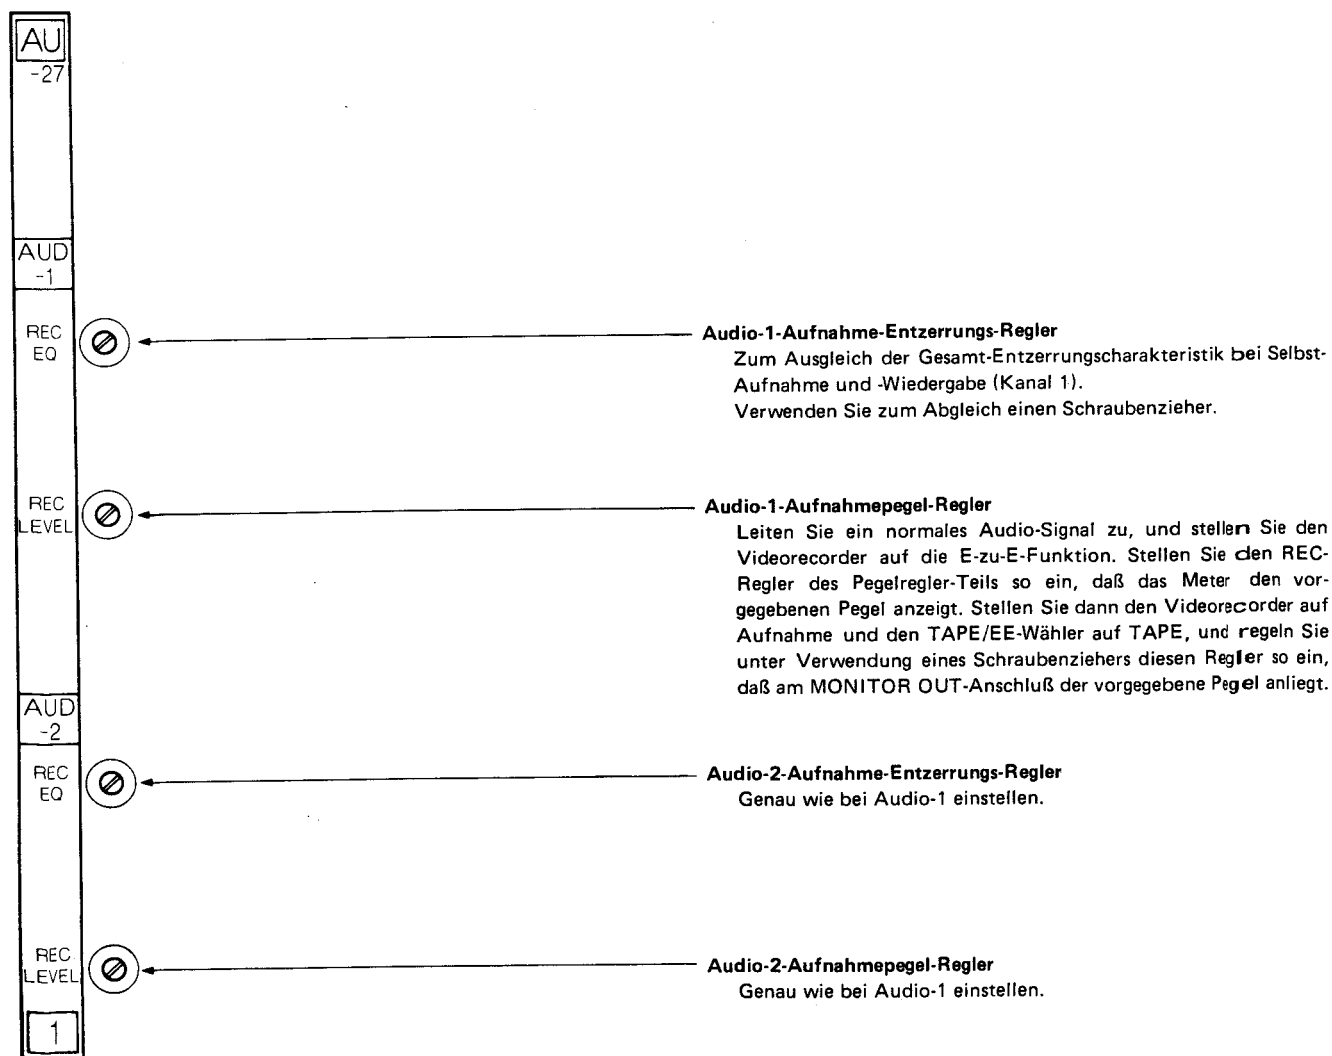 AU
-27
AUD
-1
REC
EQ
Audio-1-Aufnahme-Entzerrungs-Regler
Zum Ausgleich der Gesamt-Entzerrungscharakteristik bei Selbst-
Aufnahme und -Wiedergabe (Kanal 1).
Verwenden Sie zum Abgleich einen Schraubenzieher.
REC
LEVEL
Audio-1-Aufnahmepegel-Regler
Leiten Sie ein normales Audio-Signal zu, und stellen Sie den
Videorecorder auf die E-zu-E-Funktion. Stellen Sie den REC-
Regler des Pegelregler-Teils so ein, daß das Meter den vor-
gegebenen Pegel anzeigt. Stellen Sie dann den Videorecorder auf
Aufnahme und den TAPE/EE-Wähler auf TAPE, und regeln Sie
unter Verwendung eines Schraubenziehers diesen Regler so ein,
daß am MONITOR OUT-Anschluß der vorgegebene Pegel anliegt.
AUD
-2
REC
EQ
Audio-2-Aufnahme-Entzerrungs-Regler
Genau wie bei Audio-1 einstellen.
REC
LEVEL
Audio-2-Aufnahmepegel-Regler
Genau wie bei Audio-1 einstellen.
1